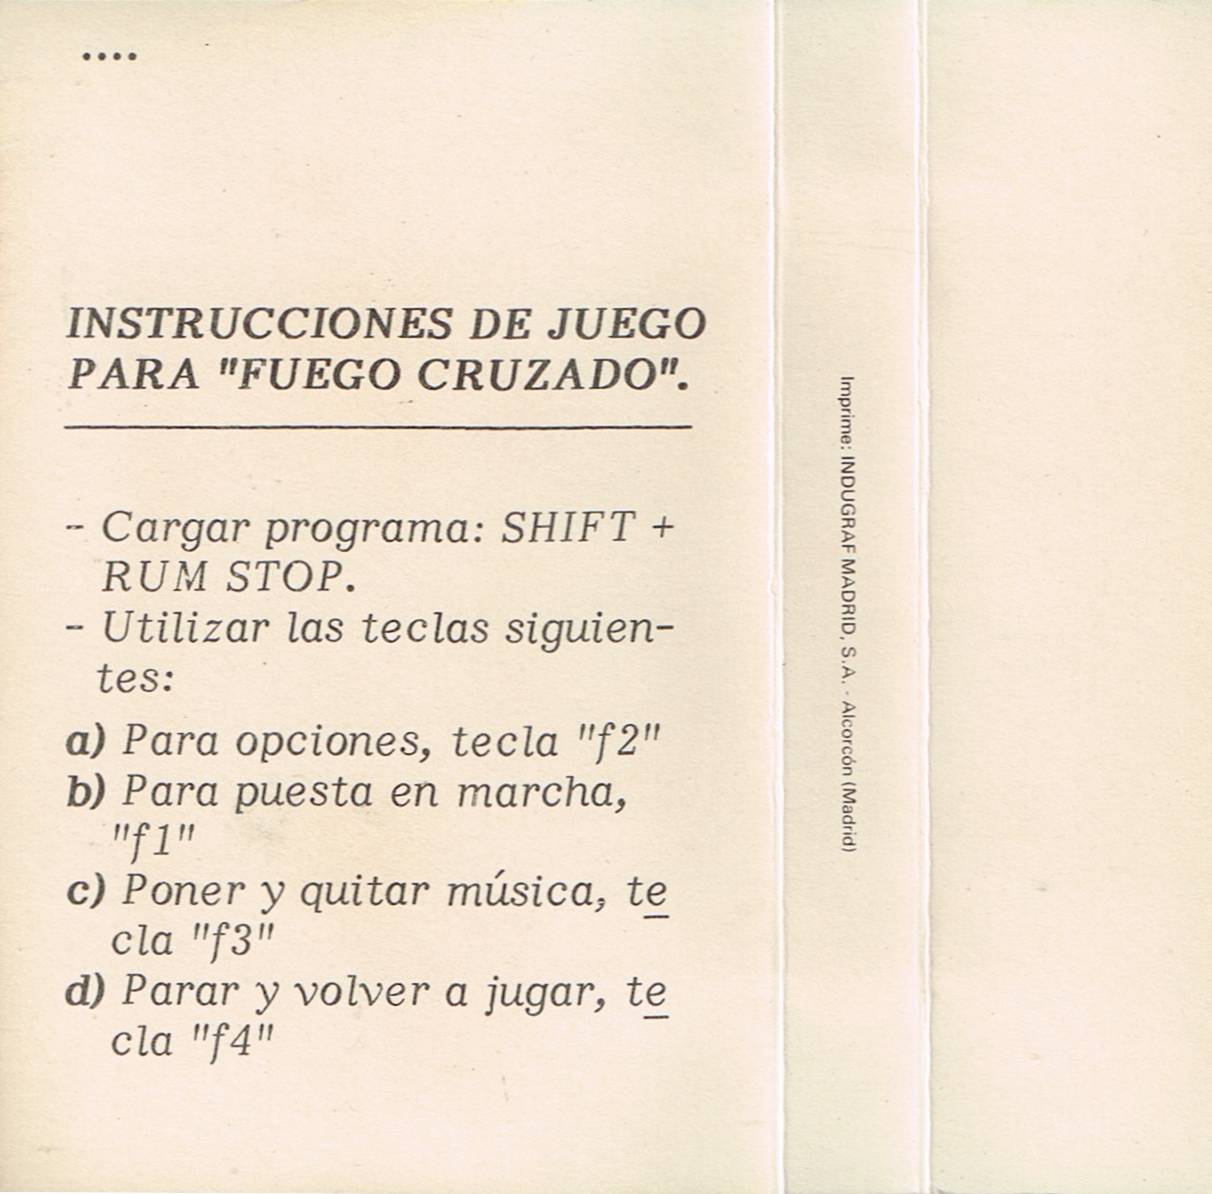 ....
INSTRUCCIONES DE JUEGO
PARA "FUEGO CRUZADO".
- Cargar programa: SHIFT +
RUM STOP.
- Utilizar las teclas siguien-
tes:
a) Para opciones, tecla "f2"
b) Para puesta en marcha,
"f1"
c) Poner y quitar música, te
cla "f3"
d) Parar y volver a jugar, te
cla "f4"
Imprime: INDUGRAF MADRID, S.A. - Alcorcón (Madrid)